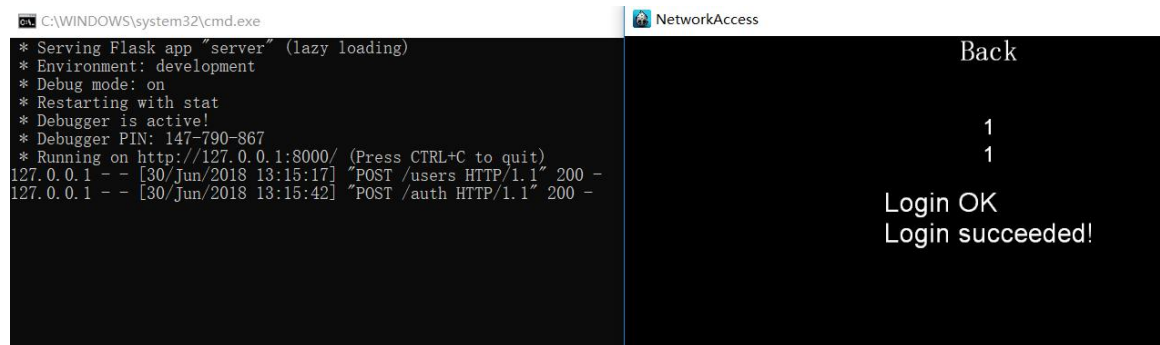 C:\WINDOWS\system32\cmd.exe
* Serving Flask app "server" (lazy loading)
* Environment: development
* Debug mode: on
* Restarting with stat
* Debugger is active!
* Debugger PIN: 147-790-867
* Running on http://127.0.0.1:8000/ (Press CTRL+C to quit)
127.0.0.1 - - [30/Jun/2018 13:15:17] "POST /users HTTP/1.1" 200 -
127.0.0.1 - - [30/Jun/2018 13:15:42] "POST /auth HTTP/1.1" 200 -
NetworkAccess
Back
1
1
Login OK
Login succeeded!